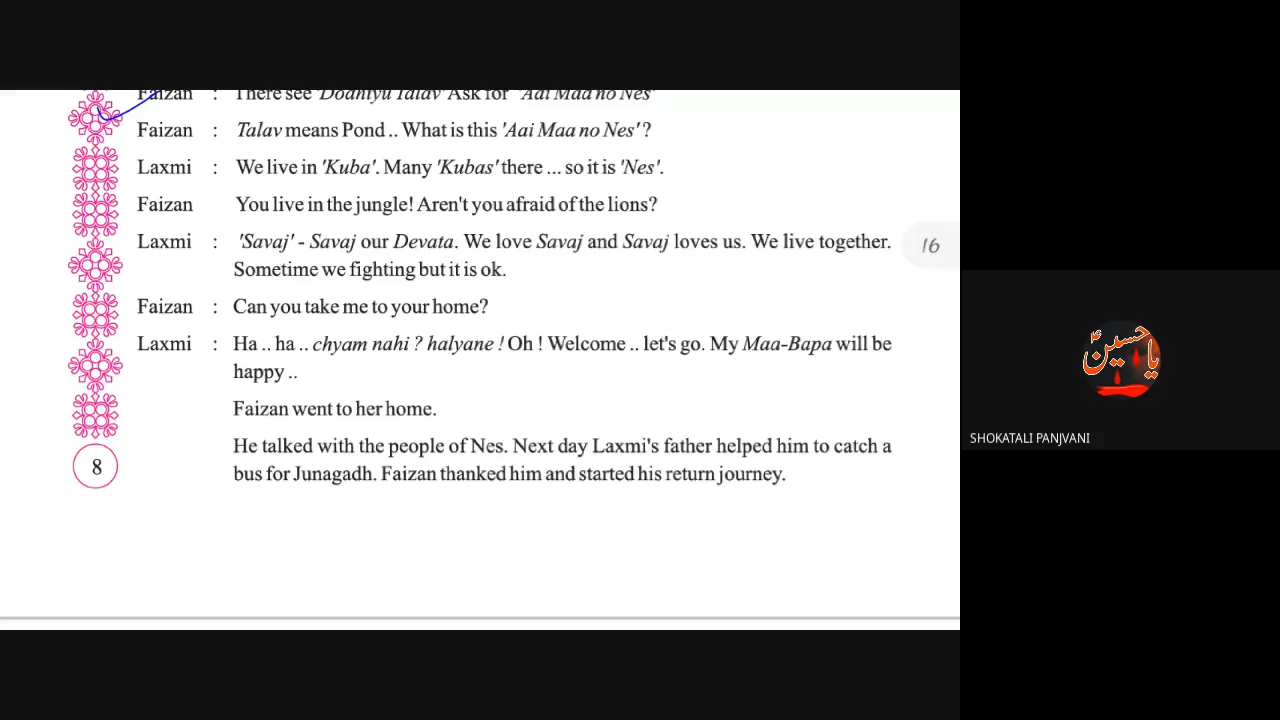 Faizan : There see 'Dodhiyu Talav' Ask for 'Aai Maa no Nes'
Faizan : Talav means Pond .. What is this 'Aai Maa no Nes' ?
Laxmi : We live in 'Kuba'. Many 'Kubas' there ... so it is 'Nes'.
Faizan You live in the jungle! Aren't you afraid of the lions?
Laxmi : 'Savaj' - Savaj our Devata. We love Savaj and Savaj loves us. We live together.
Sometime we fighting but it is ok.
16
Faizan : Can you take me to your home?
Laxmi : Ha .. ha .. chyam nahi ? halyane ! Oh ! Welcome .. let's go. My Maa-Bapa will be
happy ..
Faizan went to her home.
He talked with the people of Nes. Next day Laxmi's father helped him to catch a
bus for Junagadh. Faizan thanked him and started his return journey.
8
يا حسينؑ
SHOKATALI PANJVANI